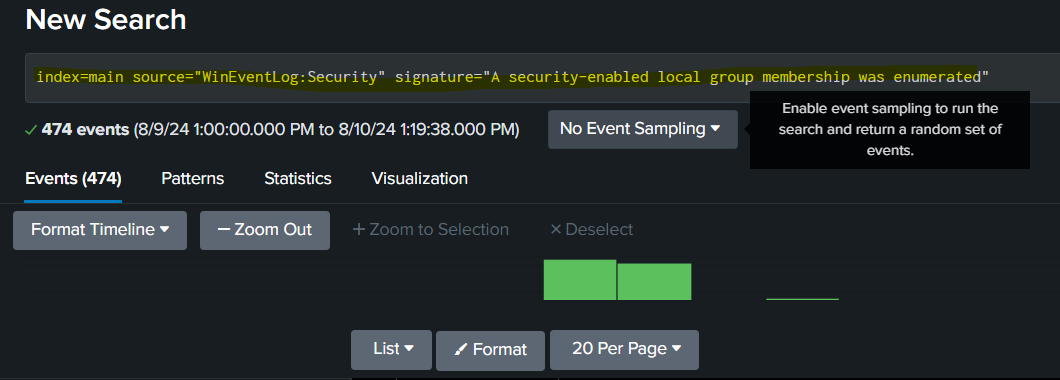 New Search
index=main source="WinEventLog:Security" signature="A security-enabled local group membership was enumerated"
✓ 474 events (8/9/24 1:00:00.000 PM to 8/10/24 1:19:38.000 PM)
No Event Sampling ▼
Enable event sampling to run the
search and return a random set of
events.
Events (474)
Patterns
Statistics
Visualization
Format Timeline ▼
– Zoom Out
+ Zoom to Selection
× Deselect
List ▼
Format
20 Per Page ▼